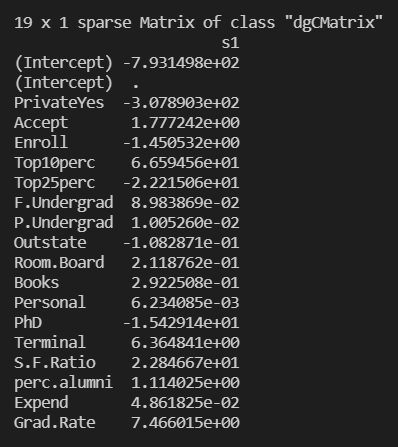 19 x 1 sparse Matrix of class "dgCMatrix"
s1
(Intercept) -7.931498e+02
(Intercept) .
PrivateYes -3.078903e+02
Accept 1.777242e+00
Enroll -1.450532e+00
Top10perc 6.659456e+01
Top25perc -2.221506e+01
F.Undergrad 8.983869e-02
P.Undergrad 1.005260e-02
Outstate -1.082871e-01
Room.Board 2.118762e-01
Books 2.922508e-01
Personal 6.234085e-03
PhD -1.542914e+01
Terminal 6.364841e+00
S.F.Ratio 2.284667e+01
perc.alumni 1.114025e+00
Expend 4.861825e-02
Grad.Rate 7.466015e+00